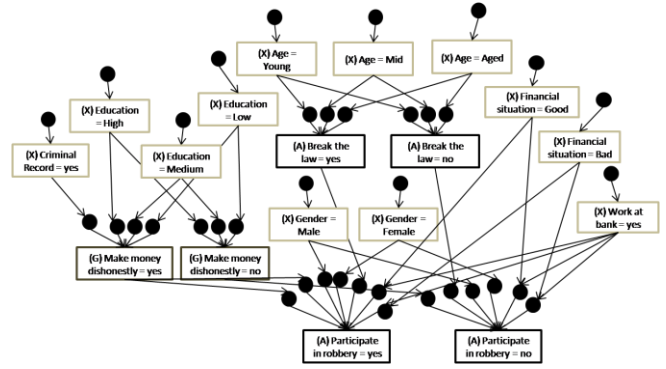 (X) Age =
Young
(X) Age = Mid
(X) Age = Aged
(X) Education
= High
(X) Education
= Low
(X) Financial
situation = Good
(X) Criminal
Record = yes
(X) Education
= Medium
(A) Break the
law = yes
(A) Break the
law = no
(X) Financial
situation = Bad
(X) Gender =
Male
(X) Gender =
Female
(X) Work at
bank = yes
(G) Make money
dishonestly = yes
(G) Make money
dishonestly = no
(A) Participate
in robbery = yes
(A) Participate
in robbery = no